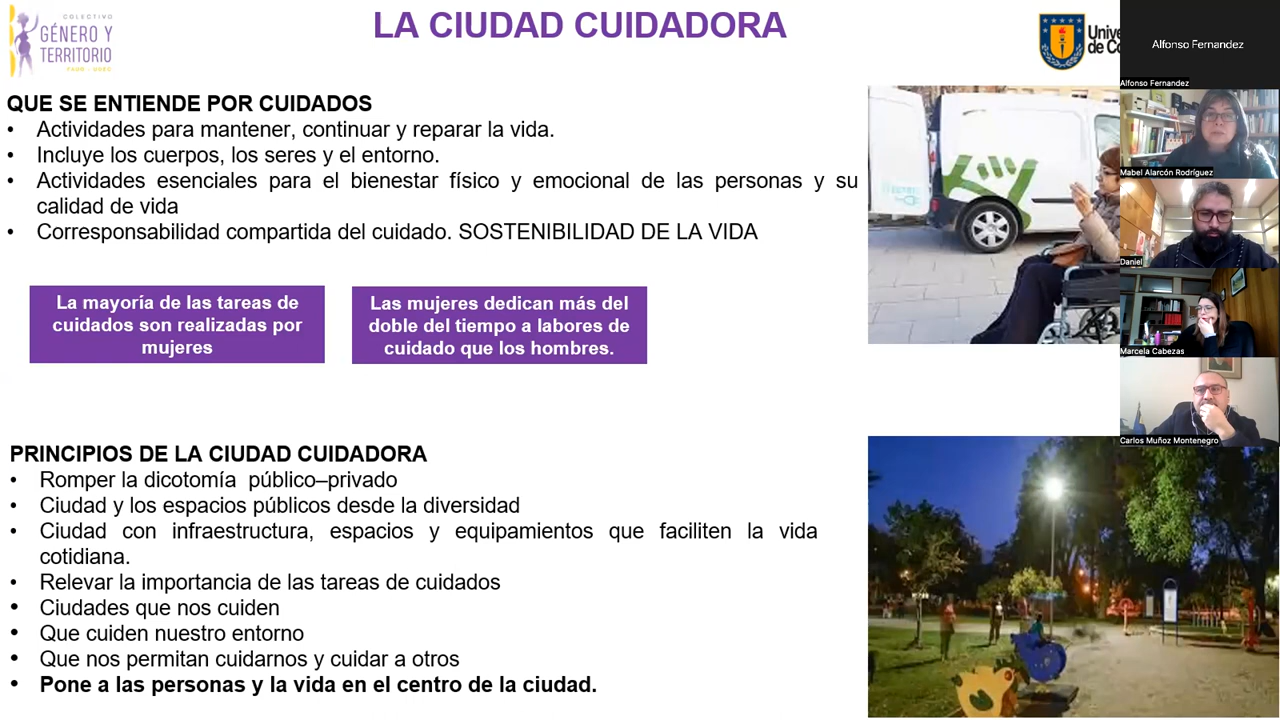 COLECTIVO
GÉNERO Y
TERRITORIO
LA CIUDAD CUIDADORA
QUE SE ENTIENDE POR CUIDADOS
• Actividades para mantener, continuar y reparar la vida.
• Incluye los cuerpos, los seres y el entorno.
• Actividades esenciales para el bienestar físico y emocional de las personas y su
calidad de vida
• Corresponsabilidad compartida del cuidado. SOSTENIBILIDAD DE LA VIDA
La mayoría de las tareas de
cuidados son realizadas por
mujeres
Las mujeres dedican más del
doble del tiempo a labores de
cuidado que los hombres.
PRINCIPIOS DE LA CIUDAD CUIDADORA
• Romper la dicotomía público–privado
• Ciudad y los espacios públicos desde la diversidad
• Ciudad con infraestructura, espacios y equipamientos que faciliten la vida
cotidiana.
• Relevar la importancia de las tareas de cuidados
• Ciudades que nos cuiden
• Que cuiden nuestro entorno
• Que nos permitan cuidarnos y cuidar a otros
• Pone a las personas y la vida en el centro de la ciudad.
Alfonso Fernandez
Alfonso Fernandez
Mabel Alarcón Rodríguez
Daniel
Marcela Cabezas
Carlos Muñoz Montenegro